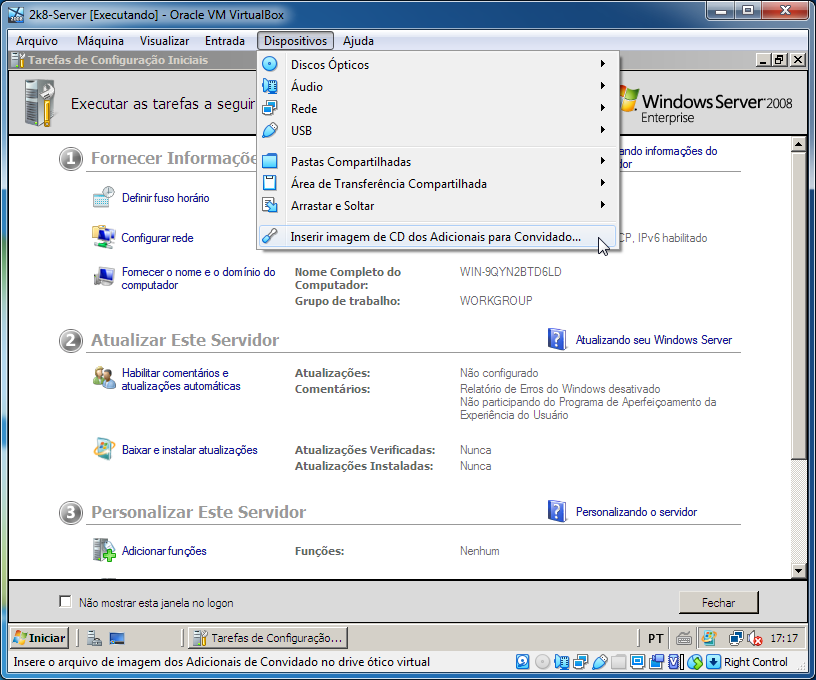 2k8-Server [Executando] - Oracle VM VirtualBox
Arquivo Máquina Visualizar Entrada Dispositivos Ajuda
Tarefas de Configuração Iniciais
Discos Ópticos
Áudio
Rede
USB
Pastas Compartilhadas
Área de Transferência Compartilhada
Arrastar e Soltar
Inserir imagem de CD dos Adicionais para Convidado...
Executar as tarefas a seguir
Windows Server 2008
Enterprise
1 Fornecer Informaçõe
ando informações do
dor
Definir fuso horário
Configurar rede
CP, IPv6 habilitado
Fornecer o nome e o domínio do
computador
Nome Completo do
Computador:
WIN-9QYN2BTD6LD
Grupo de trabalho:
WORKGROUP
2 Atualizar Este Servidor
Atualizando seu Windows Server
Habilitar comentários e
atualizações automáticas
Atualizações:
Não configurado
Comentários:
Relatório de Erros do Windows desativado
Não participando do Programa de Aperfeiçoamento da
Experiência do Usuário
Baixar e instalar atualizações
Atualizações Verificadas:
Nunca
Atualizações Instaladas:
Nunca
3 Personalizar Este Servidor
Personalizando o servidor
Adicionar funções
Funções:
Nenhum
Não mostrar esta janela no logon
Fechar
Iniciar
Tarefas de Configuração...
PT
17:17
Insere o arquivo de imagem dos Adicionais de Convidado no drive ótico virtual
Right Control